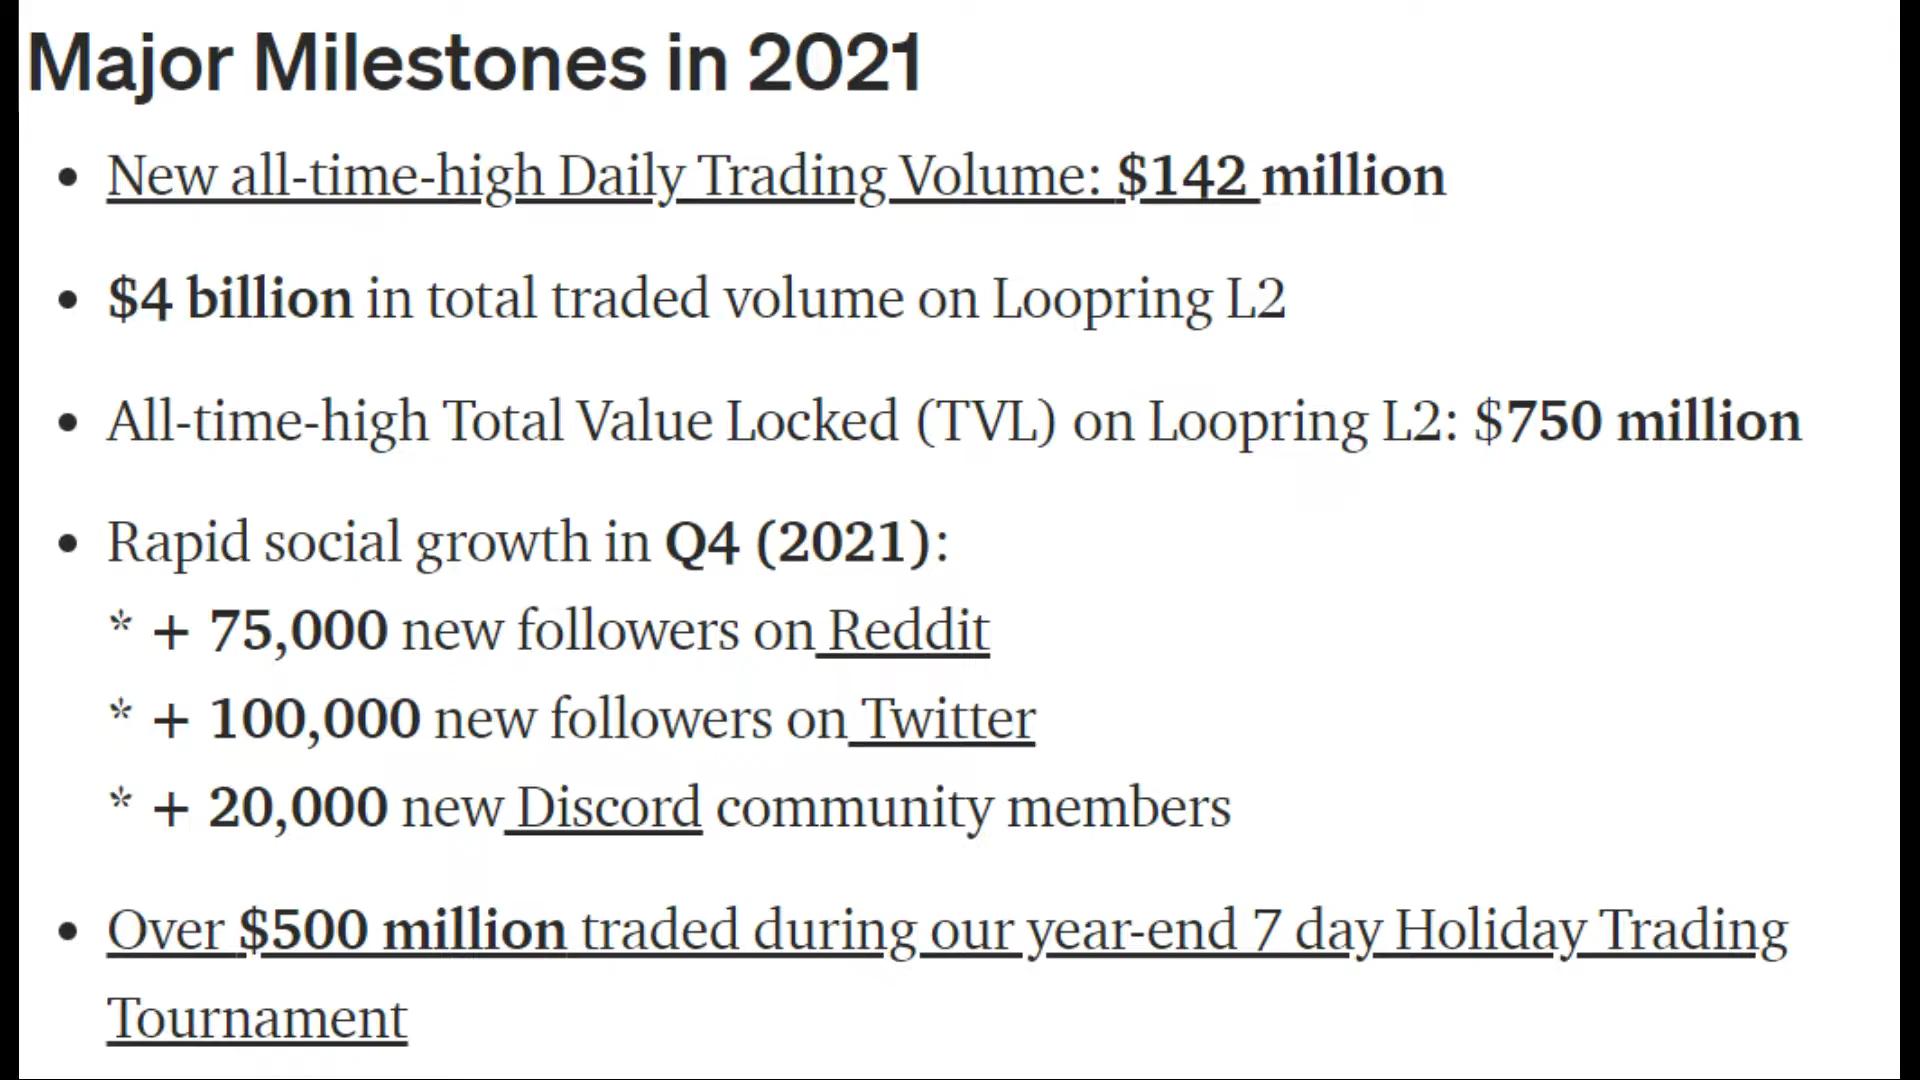 Major Milestones in 2021
• New all-time-high Daily Trading Volume: $142 million
• $4 billion in total traded volume on Loopring L2
• All-time-high Total Value Locked (TVL) on Loopring L2: $750 million
• Rapid social growth in Q4 (2021):
* + 75,000 new followers on Reddit
* + 100,000 new followers on Twitter
* + 20,000 new Discord community members
• Over $500 million traded during our year-end 7 day Holiday Trading
Tournament